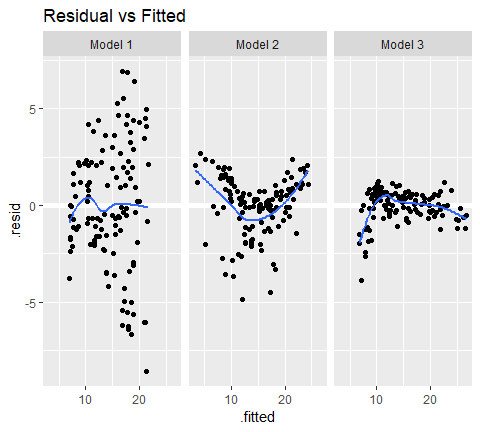 Residual vs Fitted
Model 1 Model 2 Model 3
5
0
-5
.resid
10 20 10 20 10 20
.fitted